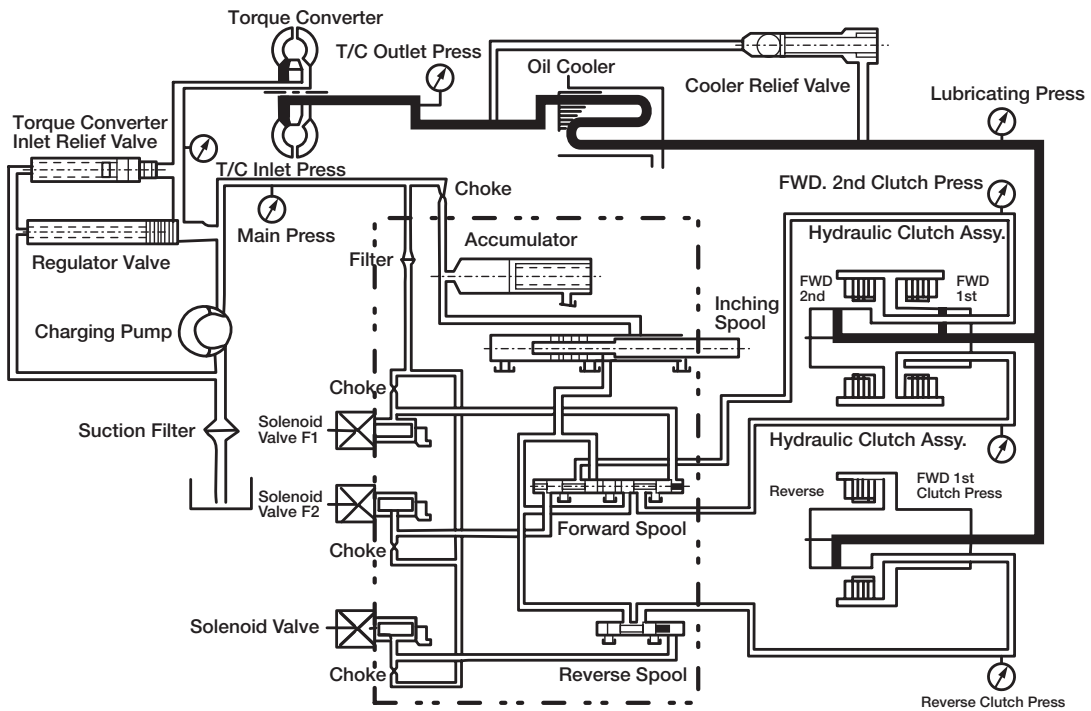 Torque Converter
T/C Outlet Press
Oil Cooler
Cooler Relief Valve
Lubricating Press
Torque Converter
Inlet Relief Valve
T/C Inlet Press
Choke
FWD. 2nd Clutch Press
Main Press
Accumulator
Hydraulic Clutch Assy.
Regulator Valve
Filter
FWD
2nd
FWD
1st
Inching
Spool
Charging Pump
Choke
Suction Filter
Solenoid
Valve F1
Hydraulic Clutch Assy.
Solenoid
Valve F2
Reverse
FWD 1st
Clutch Press
Forward Spool
Choke
Solenoid Valve
Choke
Reverse Spool
Reverse Clutch Press